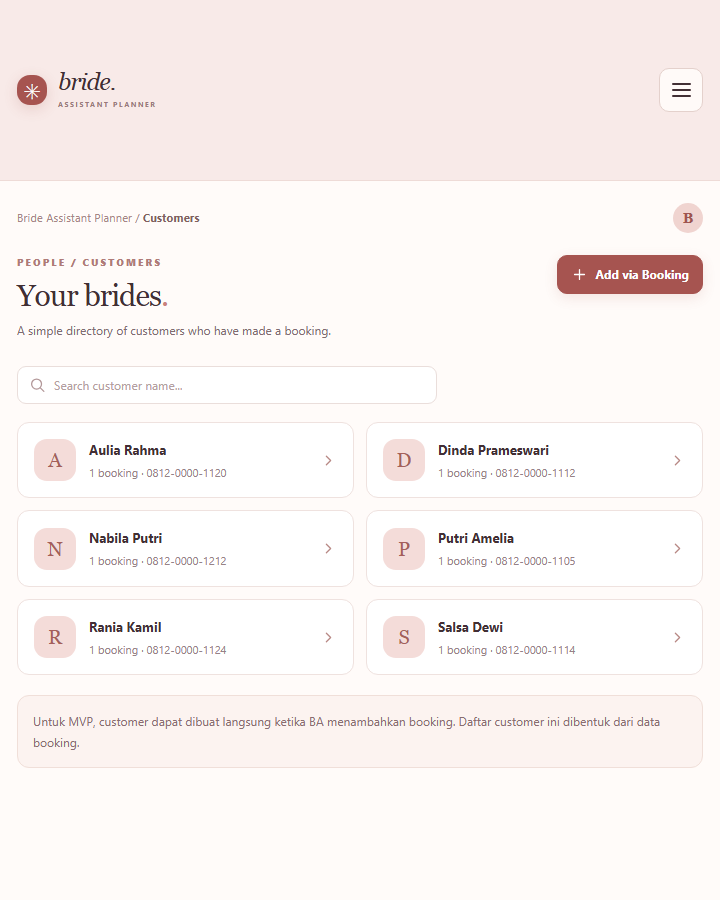 bride.
ASSISTANT PLANNER
Bride Assistant Planner / Customers
B
PEOPLE / CUSTOMERS
Your brides.
A simple directory of customers who have made a booking.
+ Add via Booking
Search customer name...
A
Aulia Rahma
1 booking · 0812-0000-1120
D
Dinda Prameswari
1 booking · 0812-0000-1112
N
Nabila Putri
1 booking · 0812-0000-1212
P
Putri Amelia
1 booking · 0812-0000-1105
R
Rania Kamil
1 booking · 0812-0000-1124
S
Salsa Dewi
1 booking · 0812-0000-1114
Untuk MVP, customer dapat dibuat langsung ketika BA menambahkan booking. Daftar customer ini dibentuk dari data
booking.